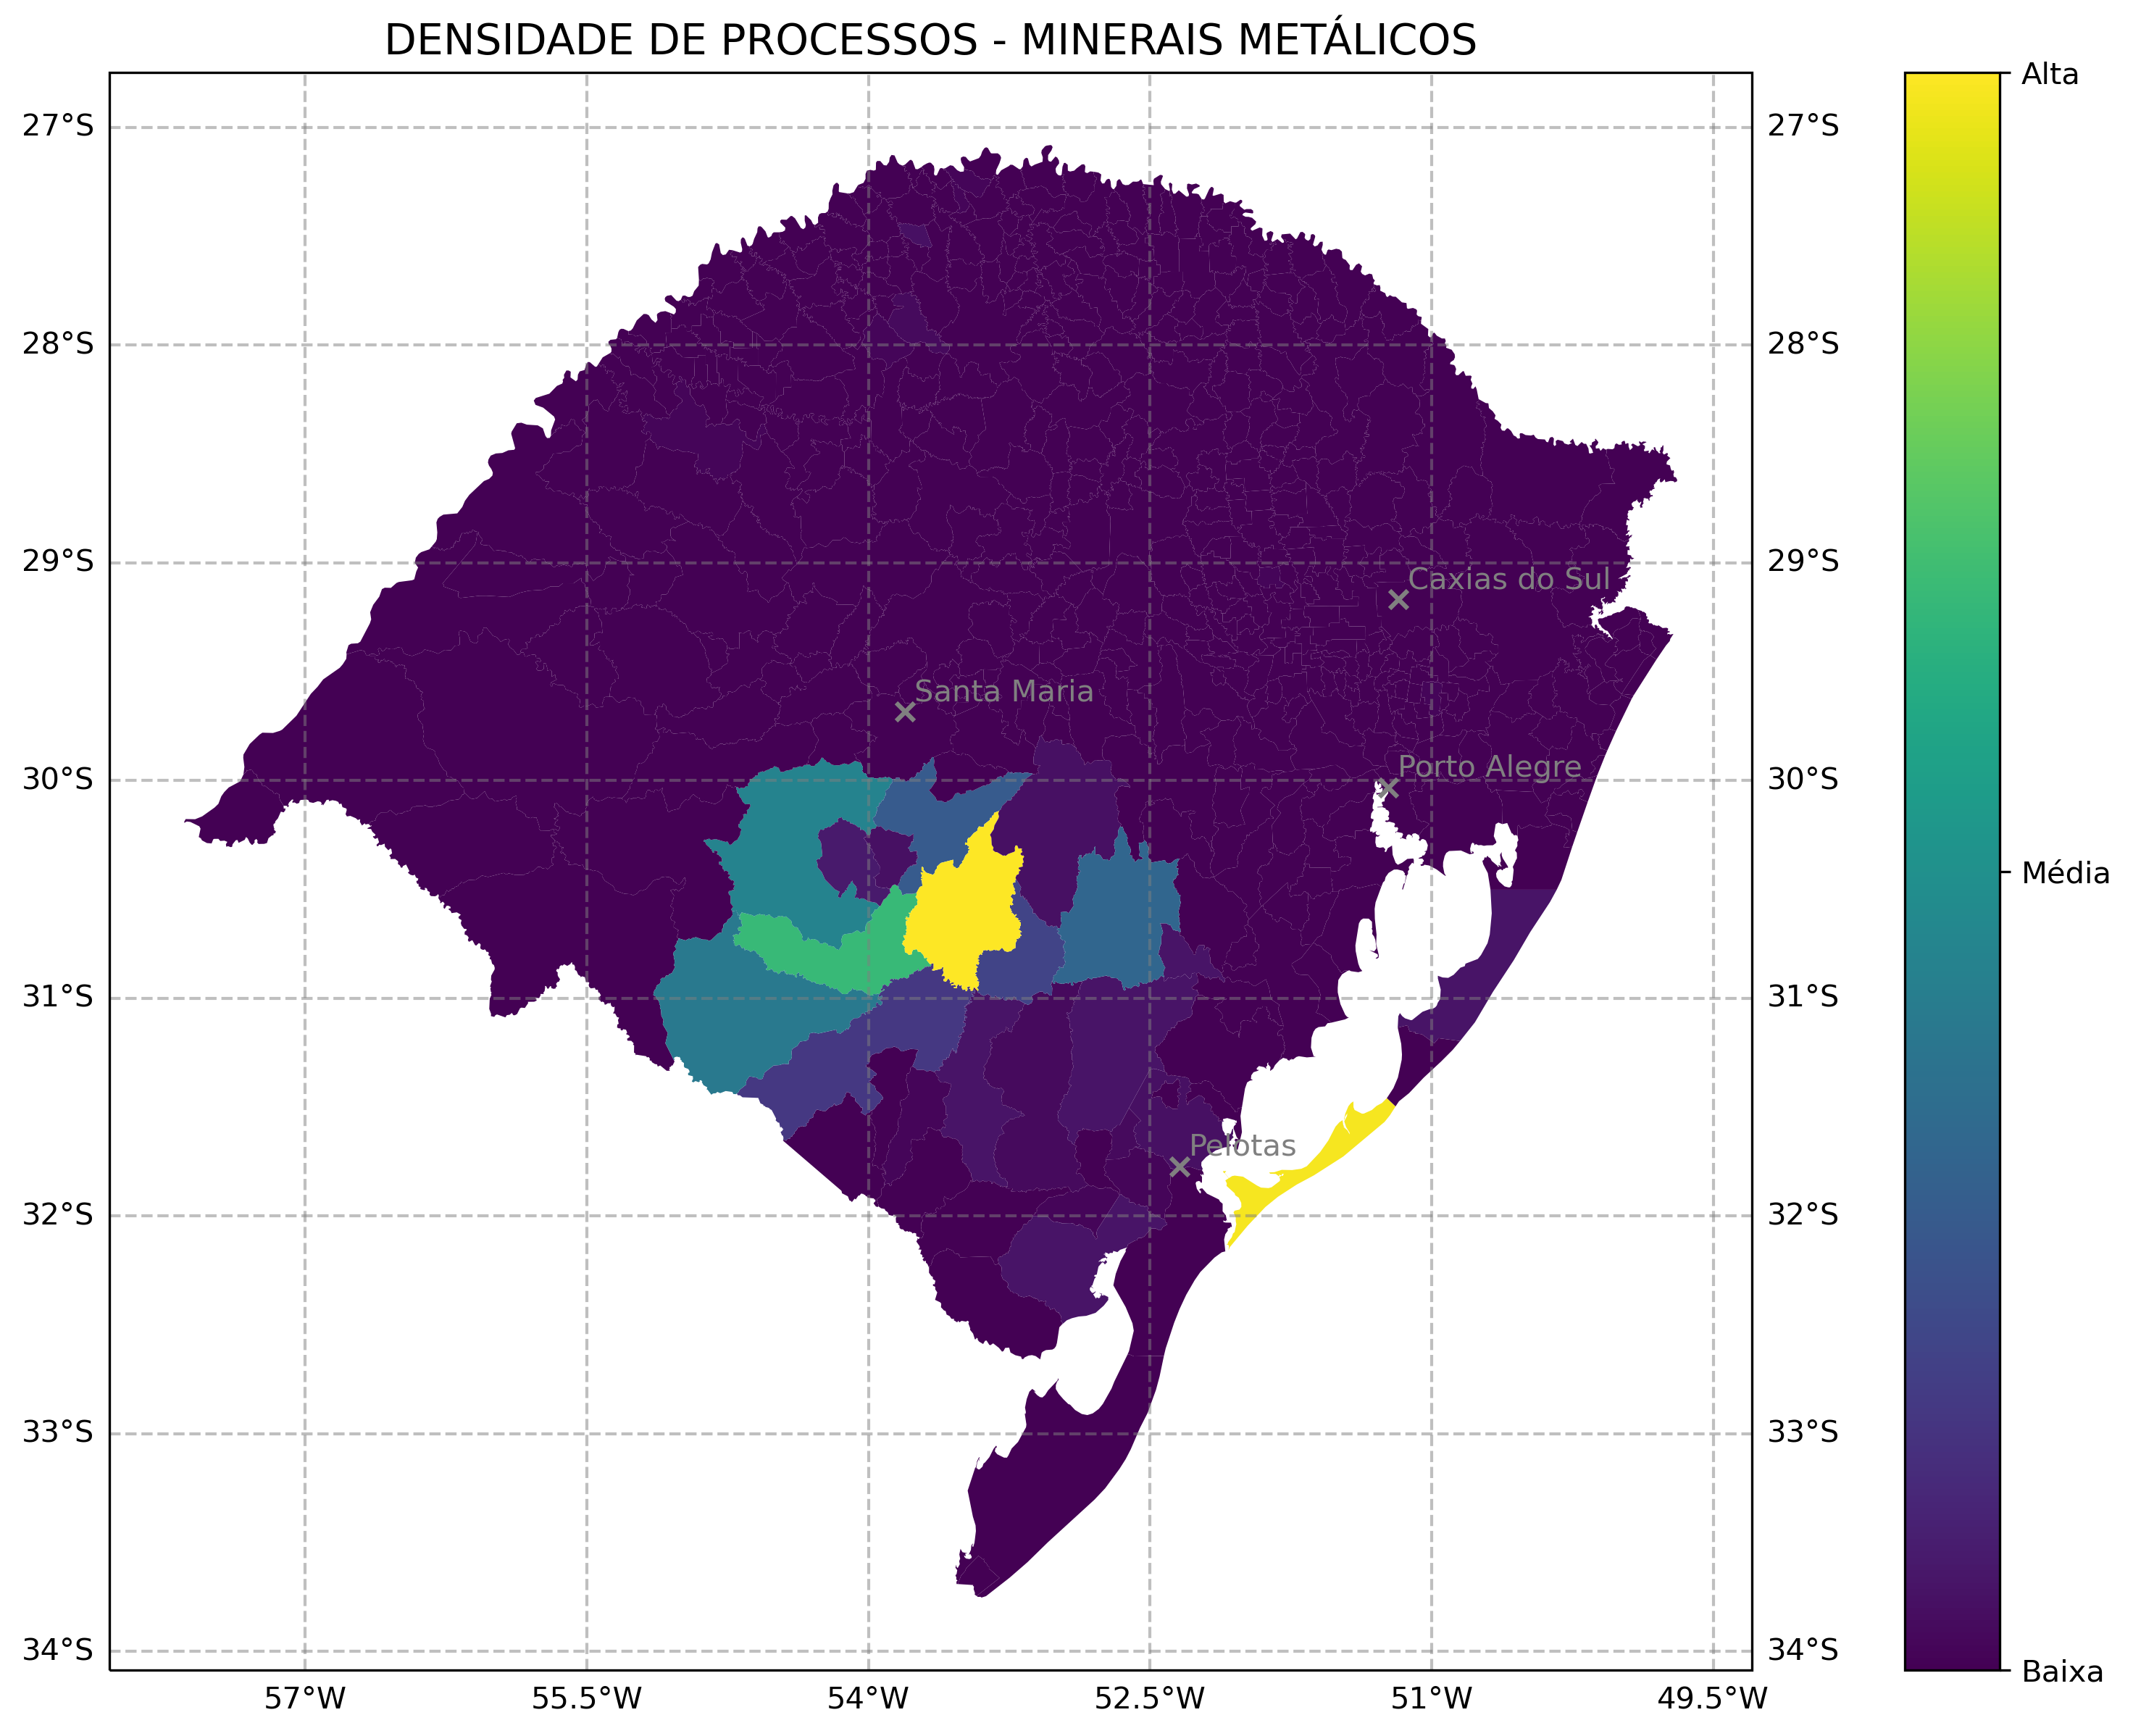 DENSIDADE DE PROCESSOS - MINERAIS METÁLICOS
Alta
27°S
27°S
28°S
28°S
29°S
29°S
Caxias do Sul
Santa Maria
Porto Alegre
30°S
30°S
Média
31°S
31°S
Pelotas
32°S
32°S
33°S
33°S
34°S
34°S
Baixa
57°W
55.5°W
54°W
52.5°W
51°W
49.5°W